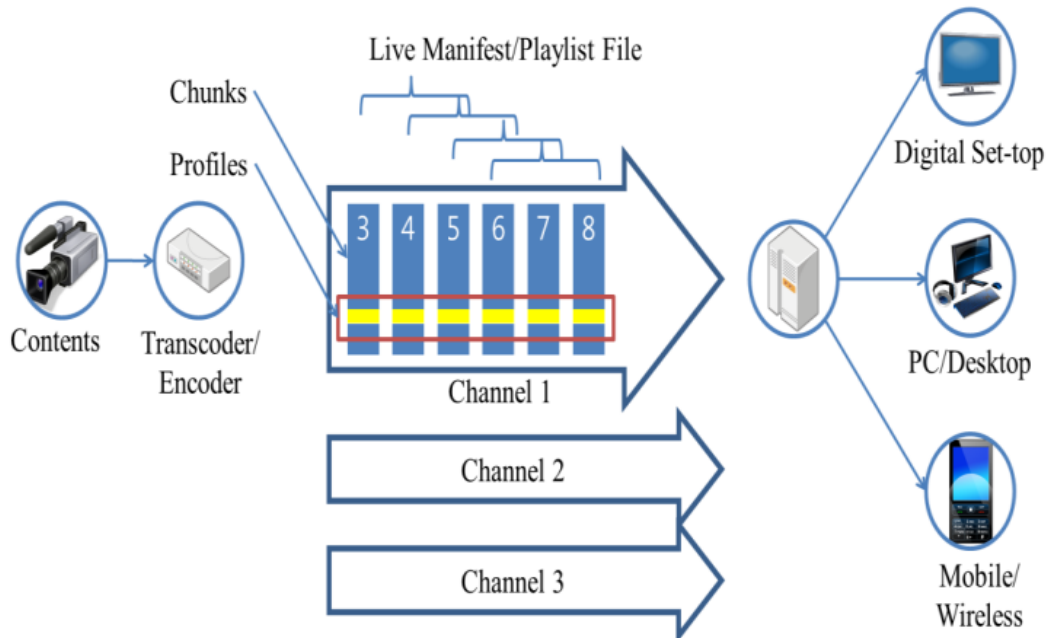 Live Manifest/Playlist File
Chunks
Profiles
3
4
5
6
7
8
Contents
Transcoder/
Encoder
Channel 1
Channel 2
Channel 3
Digital Set-top
PC/Desktop
Mobile/
Wireless